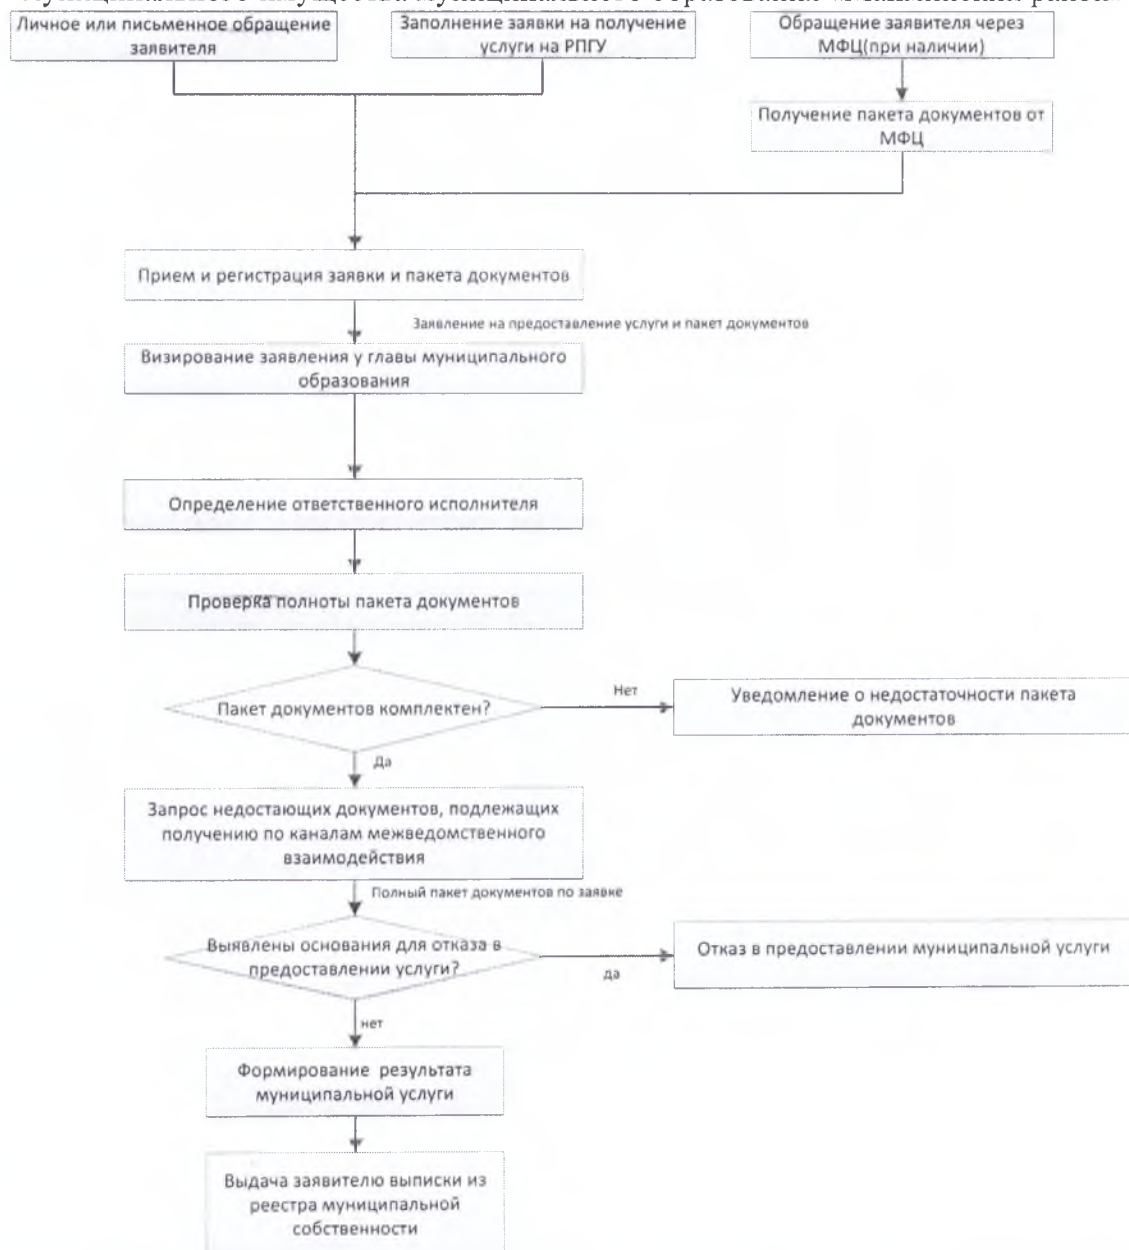 муниципального имущества муниципального образования
Личное или письменное обращение
заявителя
Заполнение заявки на получение
услуги на РПГУ
Обращение заявителя через
МФЦ(при наличии)
Получение пакета документов от
МФЦ
Прием и регистрация заявки и пакета документов
Заявление на предоставление услуги и пакет документов
Визирование заявления у главы муниципального
образования
Определение ответственного исполнителя
Проверка полноты пакета документов
Пакет документов комплектен?
Нет
Уведомление о недостаточности пакета
документов
Да
Запрос недостающих документов, подлежащих
получению по каналам межведомственного
взаимодействия
Полный пакет документов по заявке
Выявлены основания для отказа в
предоставлении услуги?
да
Отказ в предоставлении муниципальной услуги
нет
Формирование результата
муниципальной услуги
Выдача заявителю выписки из
реестра муниципальной
собственности